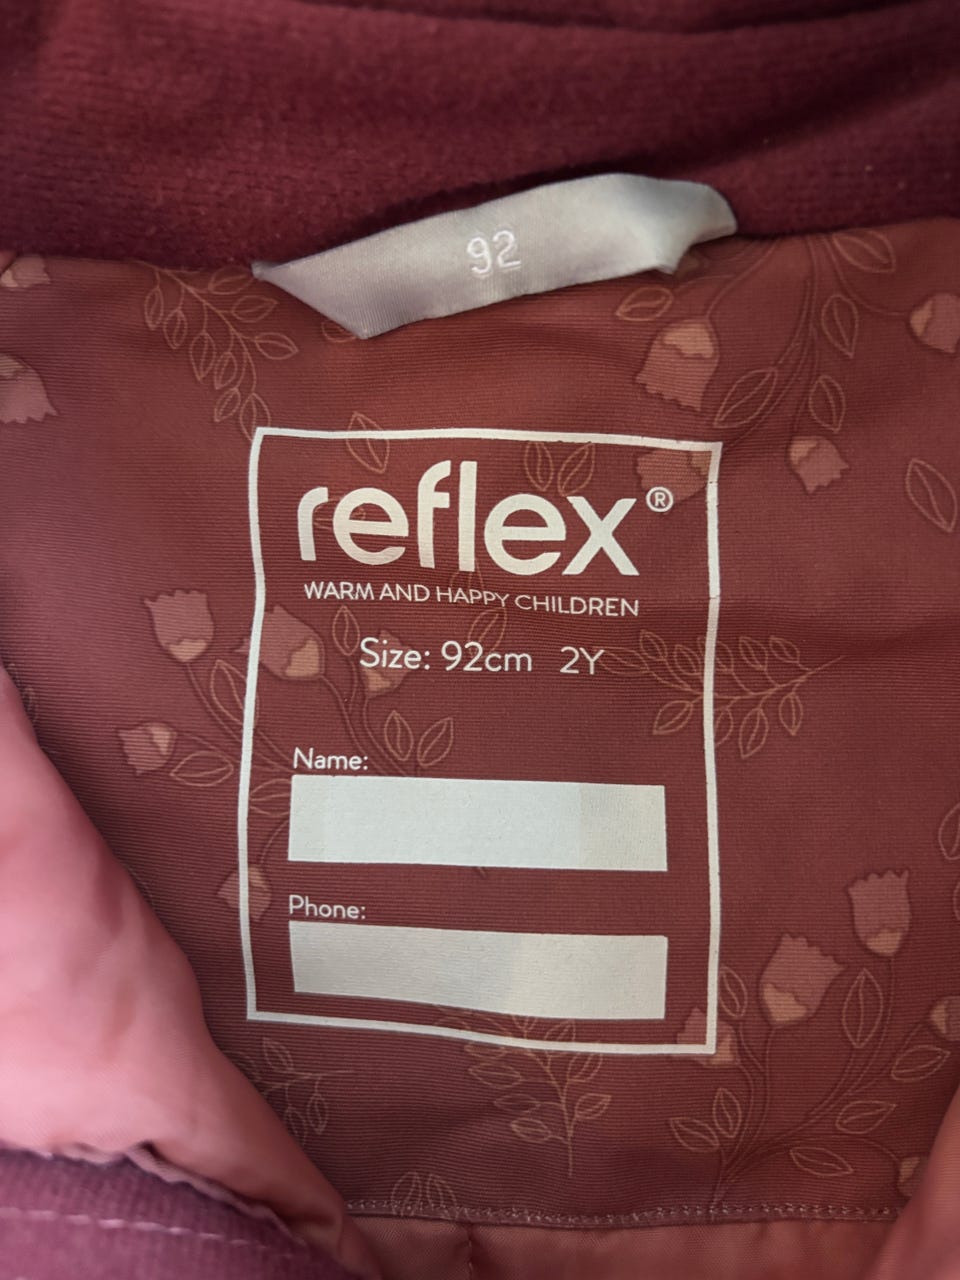 92
reflex®
WARM AND HAPPY CHILDREN
Size: 92cm 2Y
Name:
Phone: